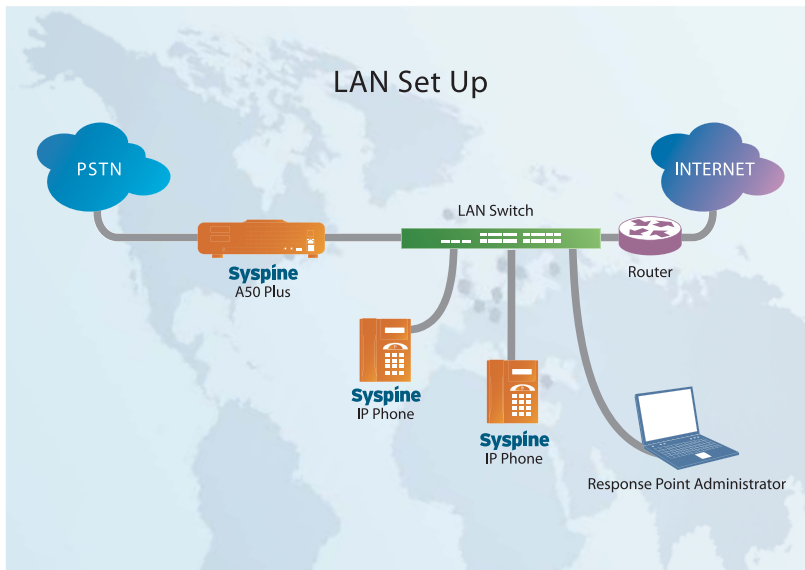 LAN Set Up
PSTN
INTERNET
LAN Switch
Router
Syspine
A50 Plus
Syspine
IP Phone
Syspine
IP Phone
Response Point Administrator